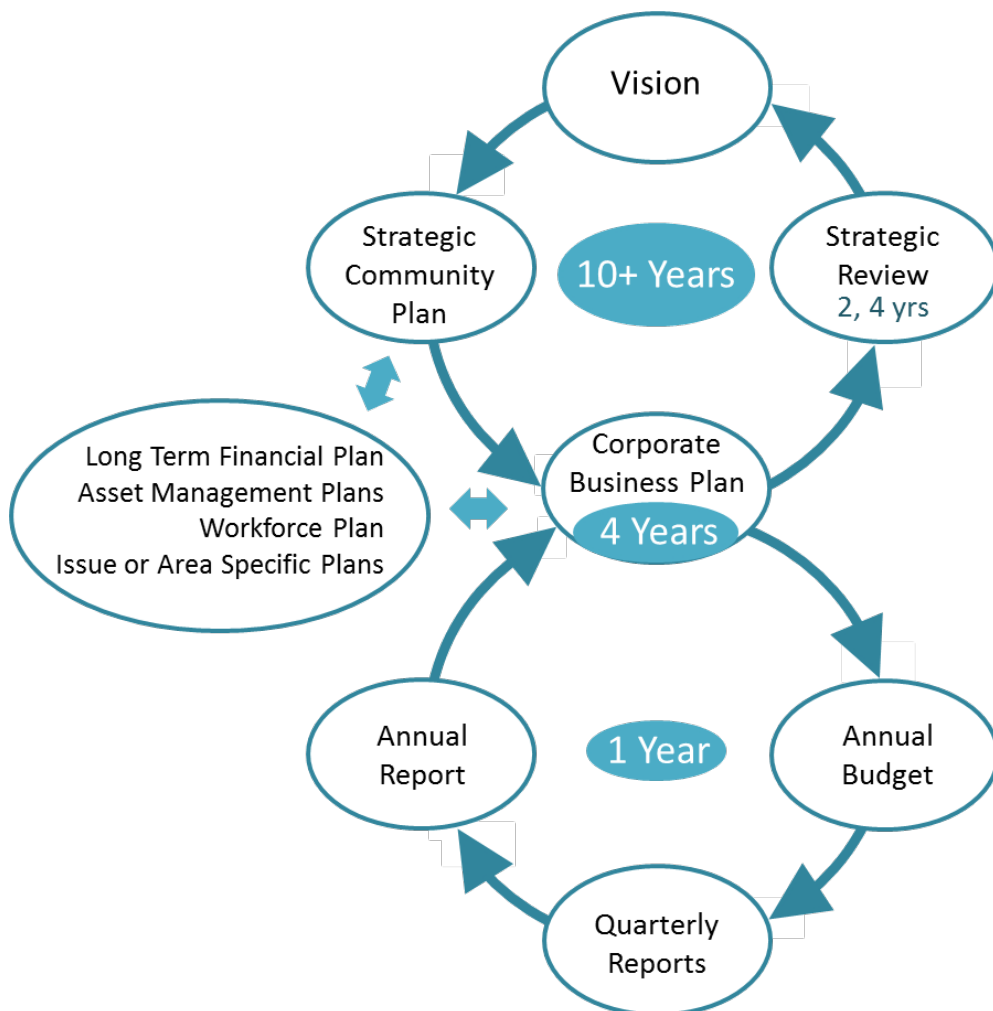 Vision
Strategic
Community
Plan
10+ Years
Strategic
Review
2, 4 yrs
Long Term Financial Plan
Asset Management Plans
Workforce Plan
Issue or Area Specific Plans
Corporate
Business Plan
4 Years
Annual
Report
1 Year
Annual
Budget
Quarterly
Reports